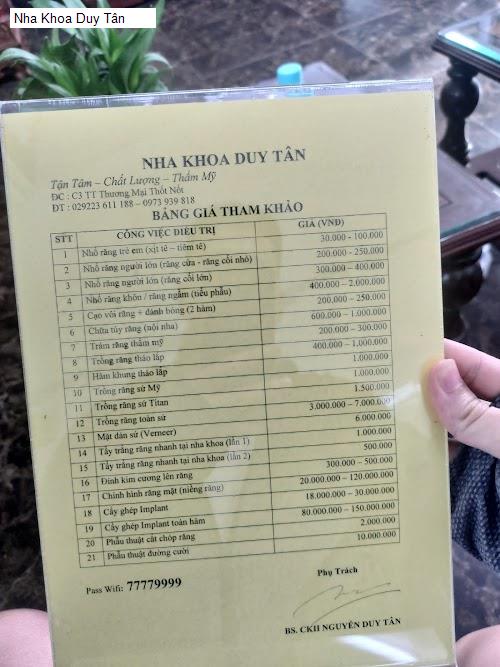 Nha Khoa Duy Tân
NHA KHOA DUY TÂN
Tận Tâm – Chất Lượng – Thẩm Mỹ
ĐC : C3 TT Thương Mại Thốt Nốt
ĐT : 029223 611 188 – 0973 939 818
BẢNG GIÁ THAM KHẢO
STT CÔNG VIỆC ĐIỀU TRỊ GIÁ (VNĐ)
1 Nhổ răng trẻ em (xịt tê – tiêm tê) 30.000 - 100.000
2 Nhổ răng người lớn (răng cửa - răng cối nhỏ) 200.000 - 250.000
3 Nhổ răng người lớn (răng cối lớn) 300.000 – 400.000
4 Nhổ răng khôn / răng ngầm (tiểu phẫu) 400.000 – 2.000.000
5 Cạo vôi răng + đánh bóng (2 hàm) 200.000 – 250.000
6 Chữa tủy răng (nội nha) 600.000 – 1.000.000
7 Trám răng thẩm mỹ 200.000 – 300.000
8 Trồng răng tháo lắp 400.000 – 1.000.000
9 Hàm khung tháo lắp 1.000.000
10 Trồng răng sứ Mỹ 1.000.000
11 Trồng răng sứ Titan 1.500.000
12 Trồng răng toàn sứ 3.000.000 – 7.000.000
13 Mặt dán sứ (Verneer) 6.000.000
14 Tẩy trắng răng nhanh tại nha khoa (lần 1) 1.000.000
15 Tẩy trắng răng nhanh tại nha khoa (lần 2) 500.000
16 Đính kim cương lên răng 300.000 – 500.000
17 Chỉnh hình răng mặt (niềng răng) 20.000.000 – 120.000.000
18 Cấy ghép Implant 18.000.000 – 30.000.000
19 Cấy ghép Implant toàn hàm 80.000.000 – 150.000.000
20 Phẫu thuật cắt chóp răng 2.000.000
21 Phẫu thuật đường cười 10.000.000
Pass Wifi: 77779999
Phụ Trách
BS. CKII NGUYỄN DUY TÂN